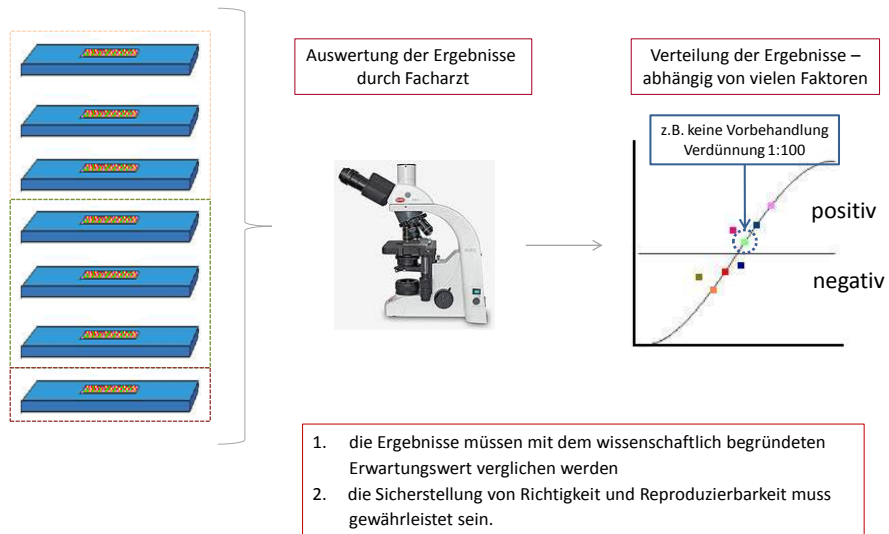 Auswertung der Ergebnisse
durch Facharzt
Verteilung der Ergebnisse –
abhängig von vielen Faktoren
z.B. keine Vorbehandlung
Verdünnung 1:100
positiv
negativ
1. die Ergebnisse müssen mit dem wissenschaftlich begründeten
Erwartungswert verglichen werden
2. die Sicherstellung von Richtigkeit und Reproduzierbarkeit muss
gewährleistet sein.